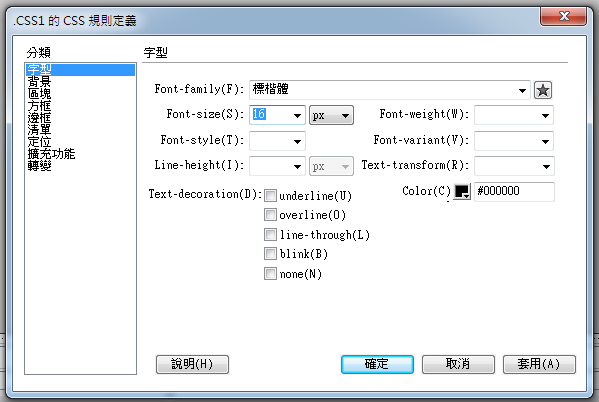 .CSS1 的 CSS 規則定義
分類
字型
背景
區塊
方框
邊框
清單
定位
擴充功能
轉變
字型
Font-family(F): 標楷體
Font-size(S): 16 px Font-weight(W):
Font-style(T): Font-variant(V):
Line-height(I): px Text-transform(R):
Text-decoration(D): underline(U) Color(C): #000000
overline(O)
line-through(L)
blink(B)
none(N)
說明(H) 確定 取消 套用(A)